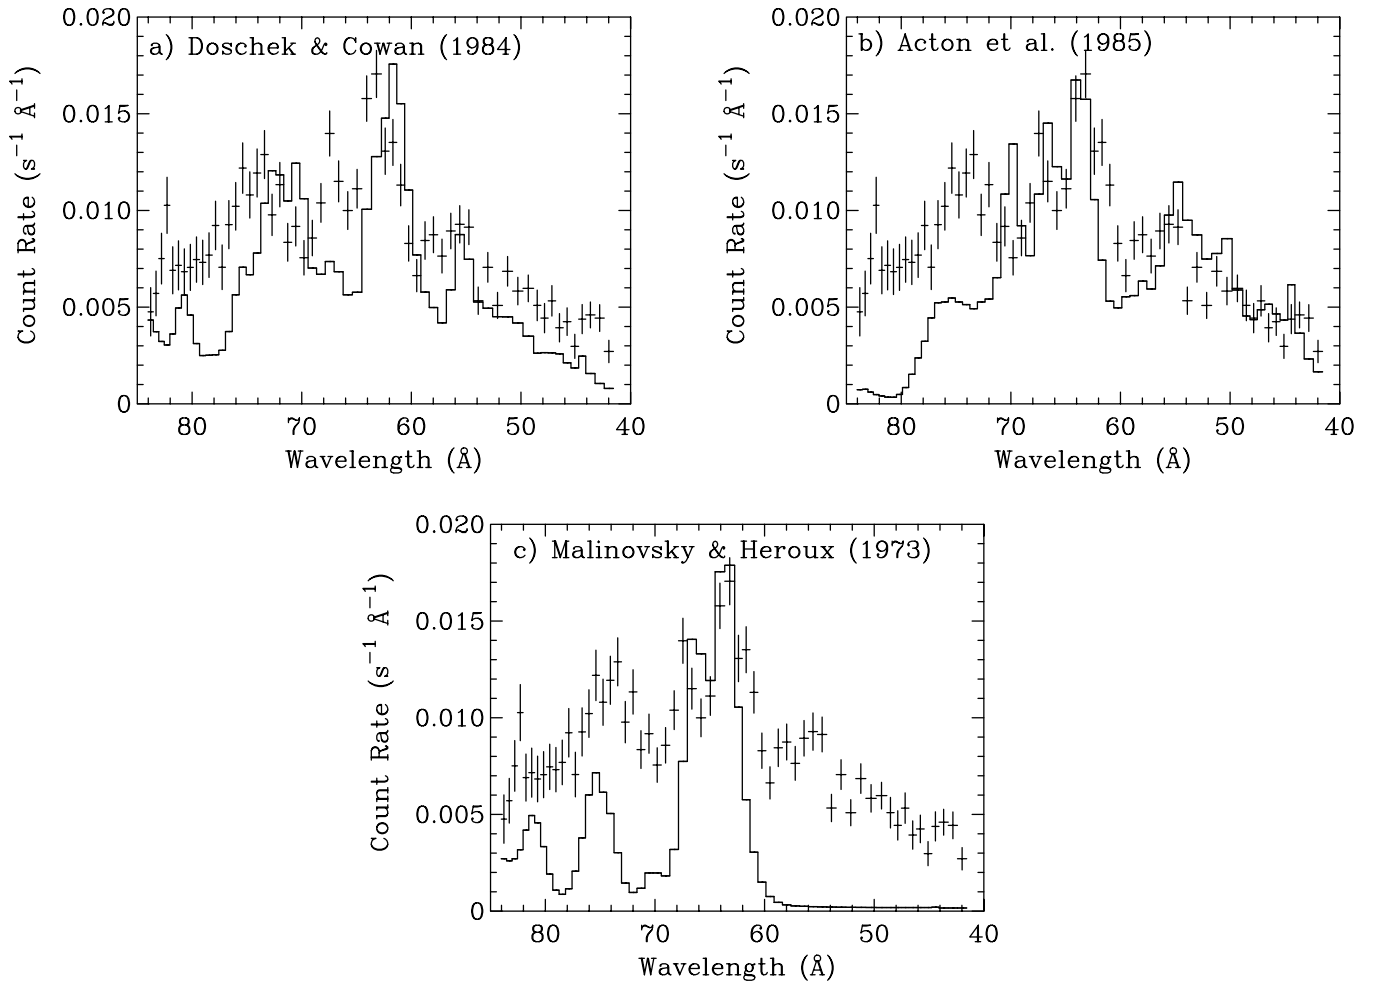 a) Doschek & Cowan (1984)
0.020
0.015
0.010
0.005
0
Count Rate (s⁻¹ Å⁻¹)
80 70 60 50 40
Wavelength (Å)
b) Acton et al. (1985)
0.020
0.015
0.010
0.005
0
Count Rate (s⁻¹ Å⁻¹)
80 70 60 50 40
Wavelength (Å)
c) Malinovsky & Heroux (1973)
0.020
0.015
0.010
0.005
0
Count Rate (s⁻¹ Å⁻¹)
80 70 60 50 40
Wavelength (Å)